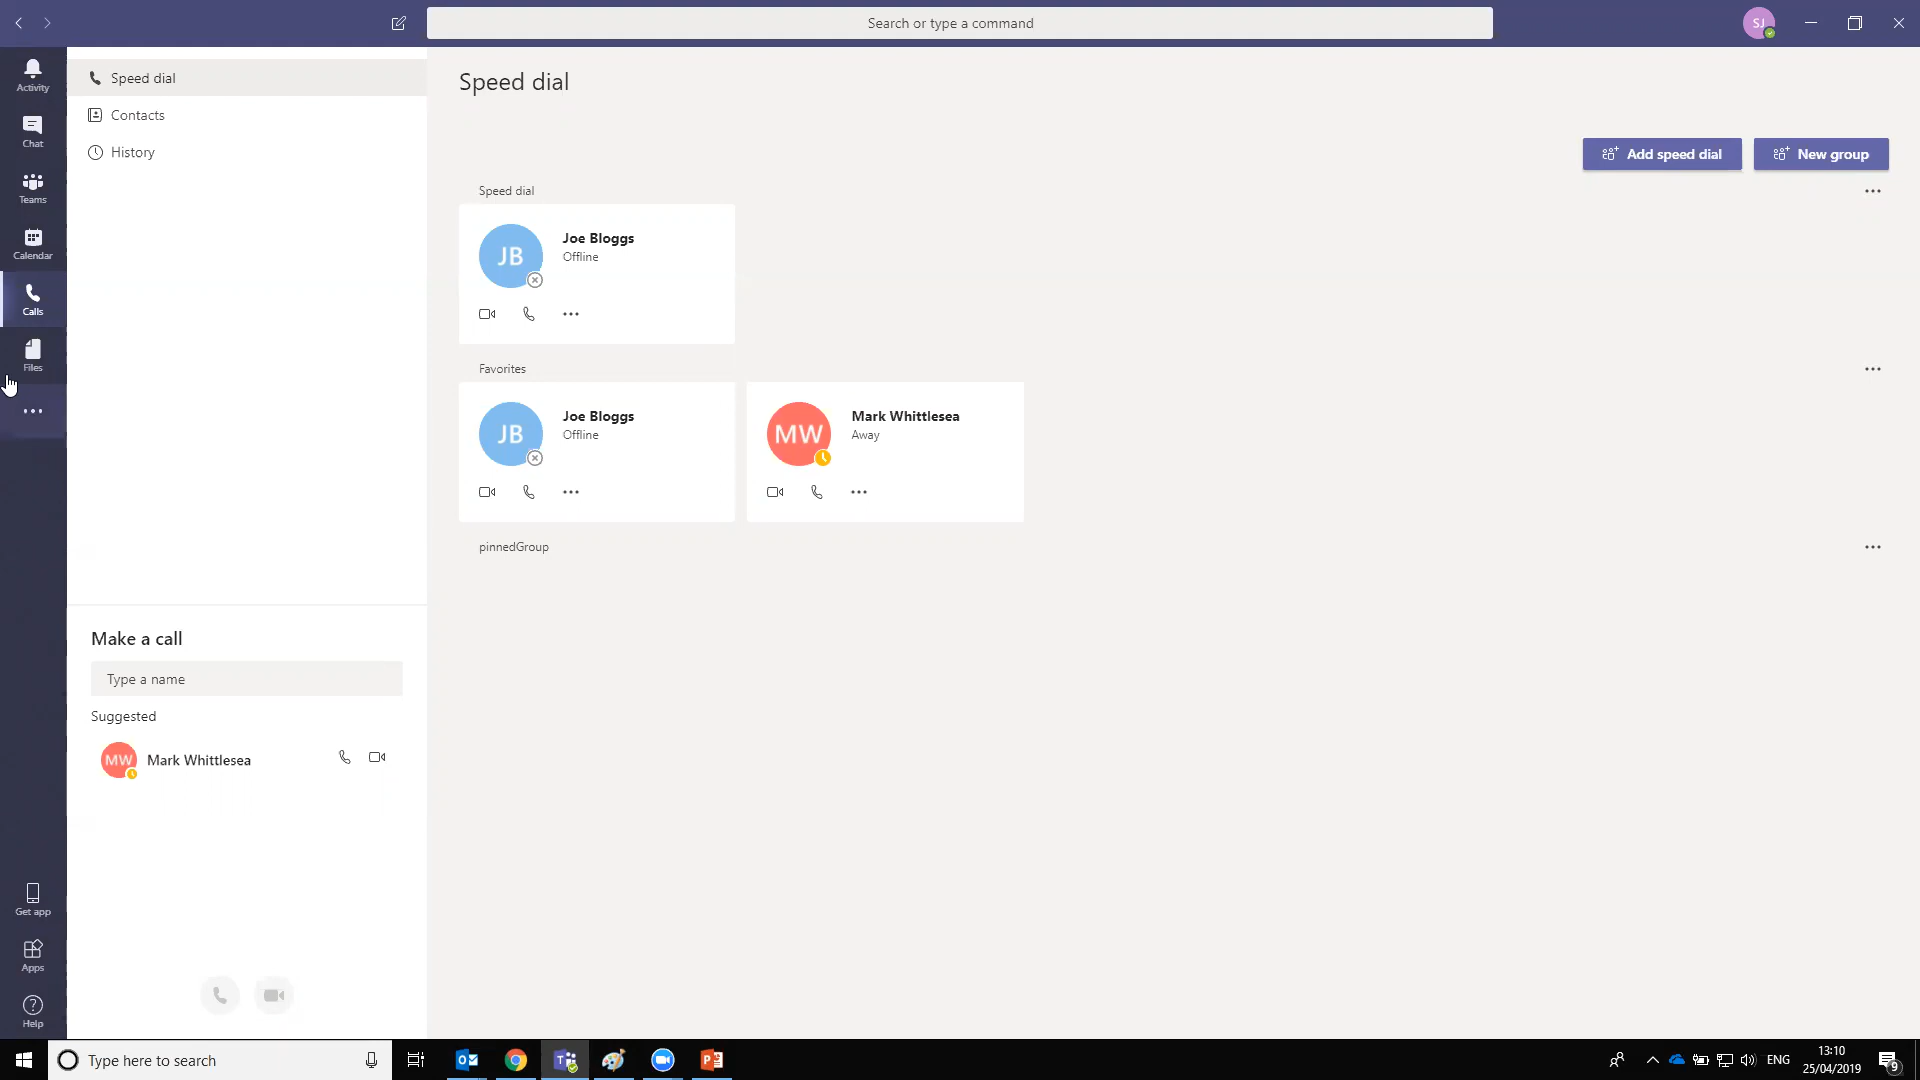 Search or type a command
SJ
Activity
Chat
Teams
Calendar
Calls
Files
Get app
Apps
Help
Speed dial
Contacts
History
Make a call
Type a name
Suggested
MW
Mark Whittlesea
Speed dial
Add speed dial
New group
Speed dial
JB
Joe Bloggs
Offline
Favorites
JB
Joe Bloggs
Offline
MW
Mark Whittlesea
Away
pinnedGroup
Type here to search
ENG
13:10
25/04/2019
9